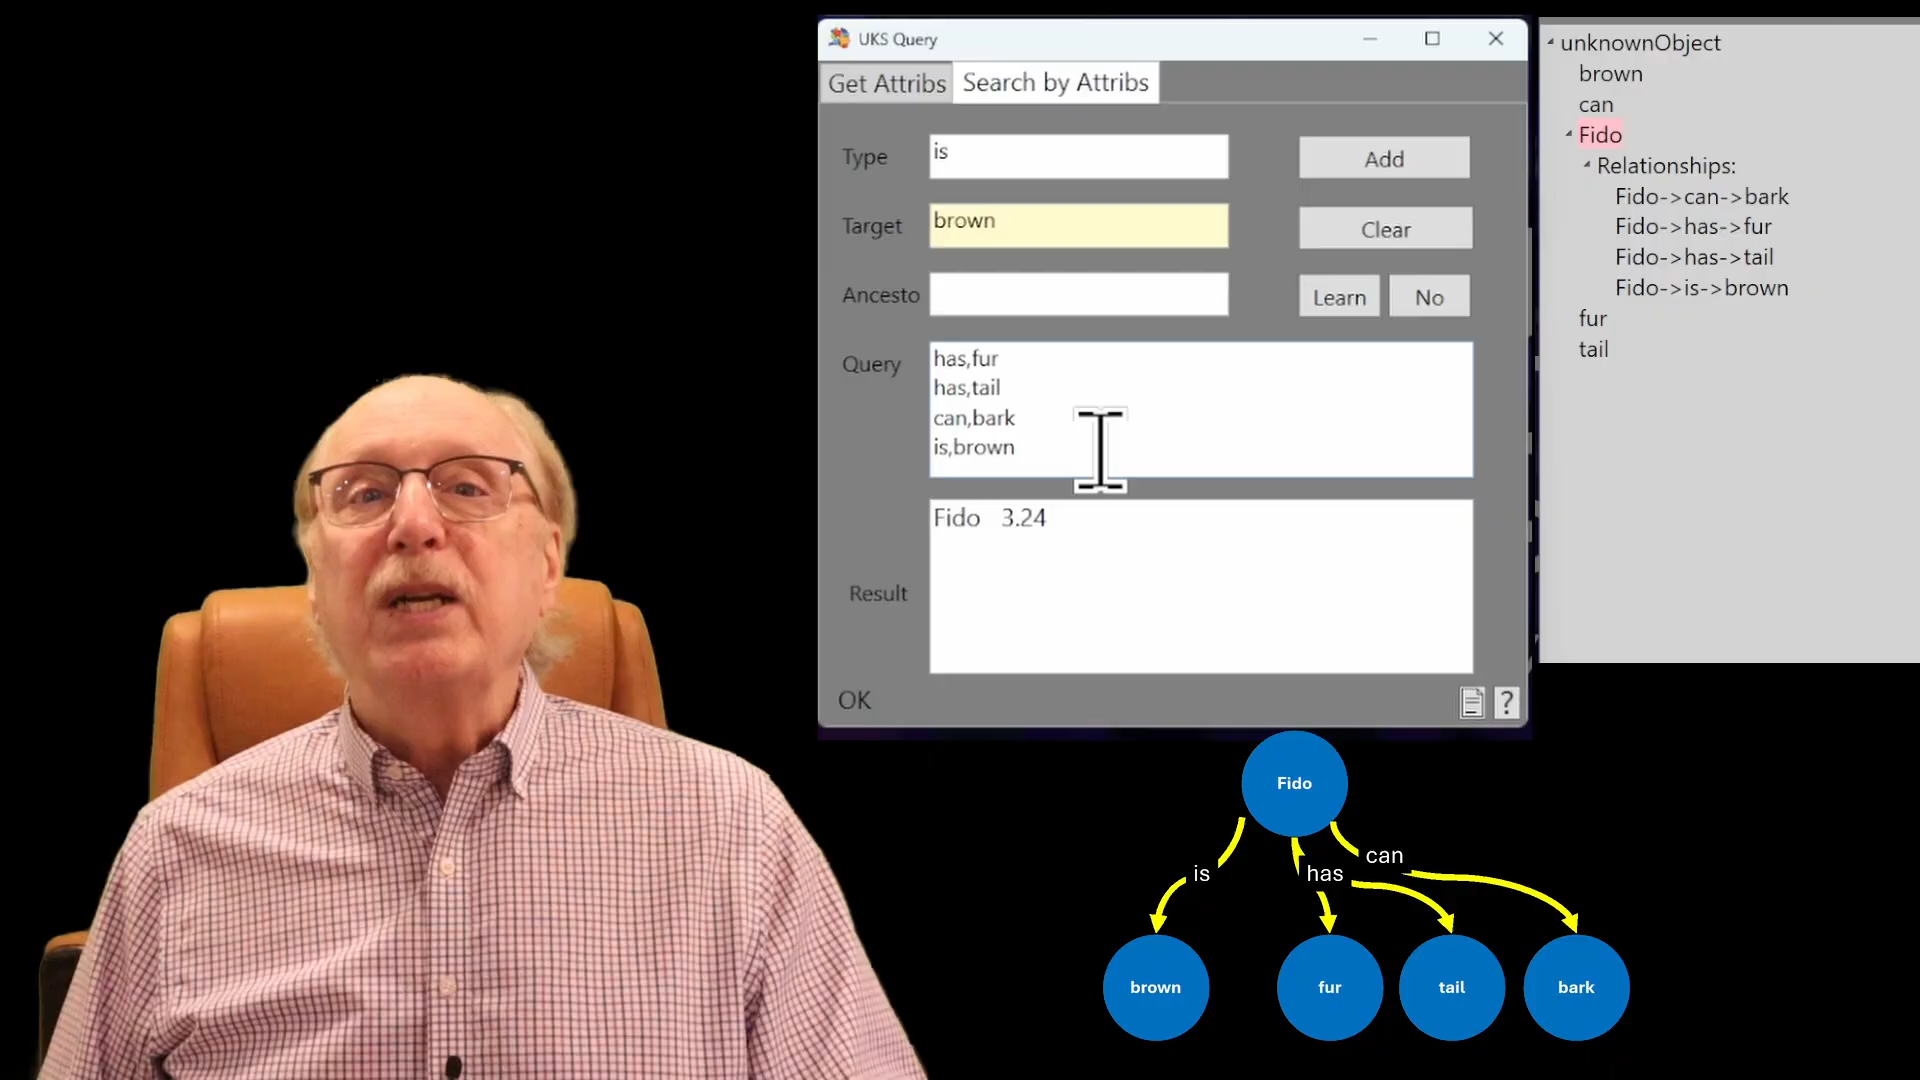 UKS Query
Get Attribs
Search by Attribs
Type
is
Add
Target
brown
Clear
Ancesto
Learn
No
Query
has,fur
has,tail
can,bark
is,brown
Fido 3.24
Result
OK
?
unknownObject
brown
can
Fido
Relationships:
Fido->can->bark
Fido->has->fur
Fido->has->tail
Fido->is->brown
fur
tail
Fido
is
has
can
brown
fur
tail
bark